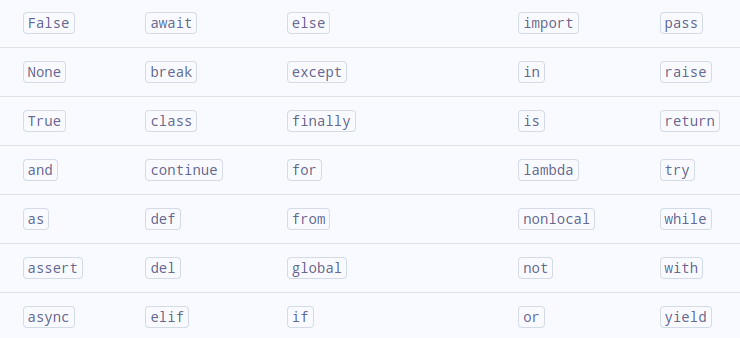 False await else import pass
None break except in raise
True class finally is return
and continue for lambda try
as def from nonlocal while
assert del global not with
async elif if or yield